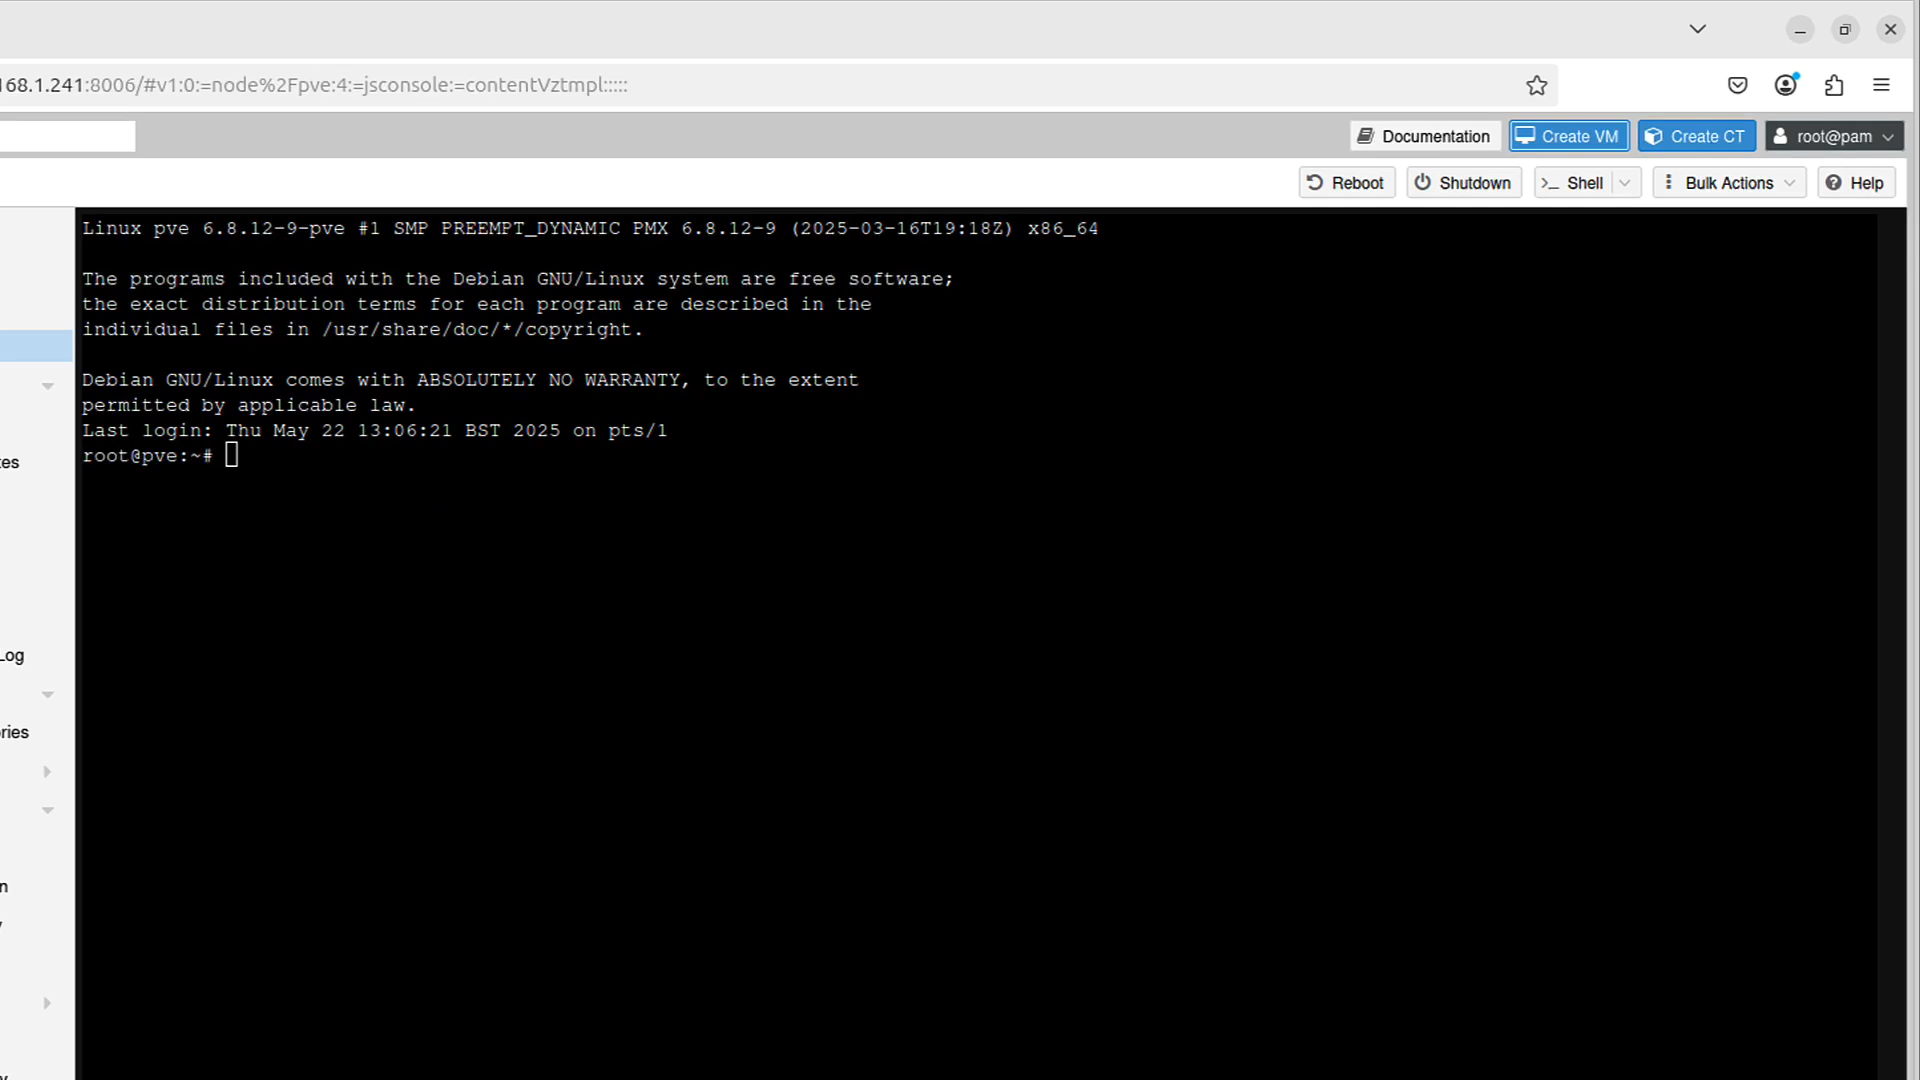 168.1.241:8006/#v1:0:=node%2Fpve:4:=jsconsole:=contentVztmpl:::::
Documentation Create VM Create CT root@pam
Reboot Shutdown >_ Shell Bulk Actions Help
Linux pve 6.8.12-9-pve #1 SMP PREEMPT_DYNAMIC PMX 6.8.12-9 (2025-03-16T19:18Z) x86_64
The programs included with the Debian GNU/Linux system are free software;
the exact distribution terms for each program are described in the
individual files in /usr/share/doc/*/copyright.
Debian GNU/Linux comes with ABSOLUTELY NO WARRANTY, to the extent
permitted by applicable law.
Last login: Thu May 22 13:06:21 BST 2025 on pts/1
root@pve:~#
tes
Log
ries
n